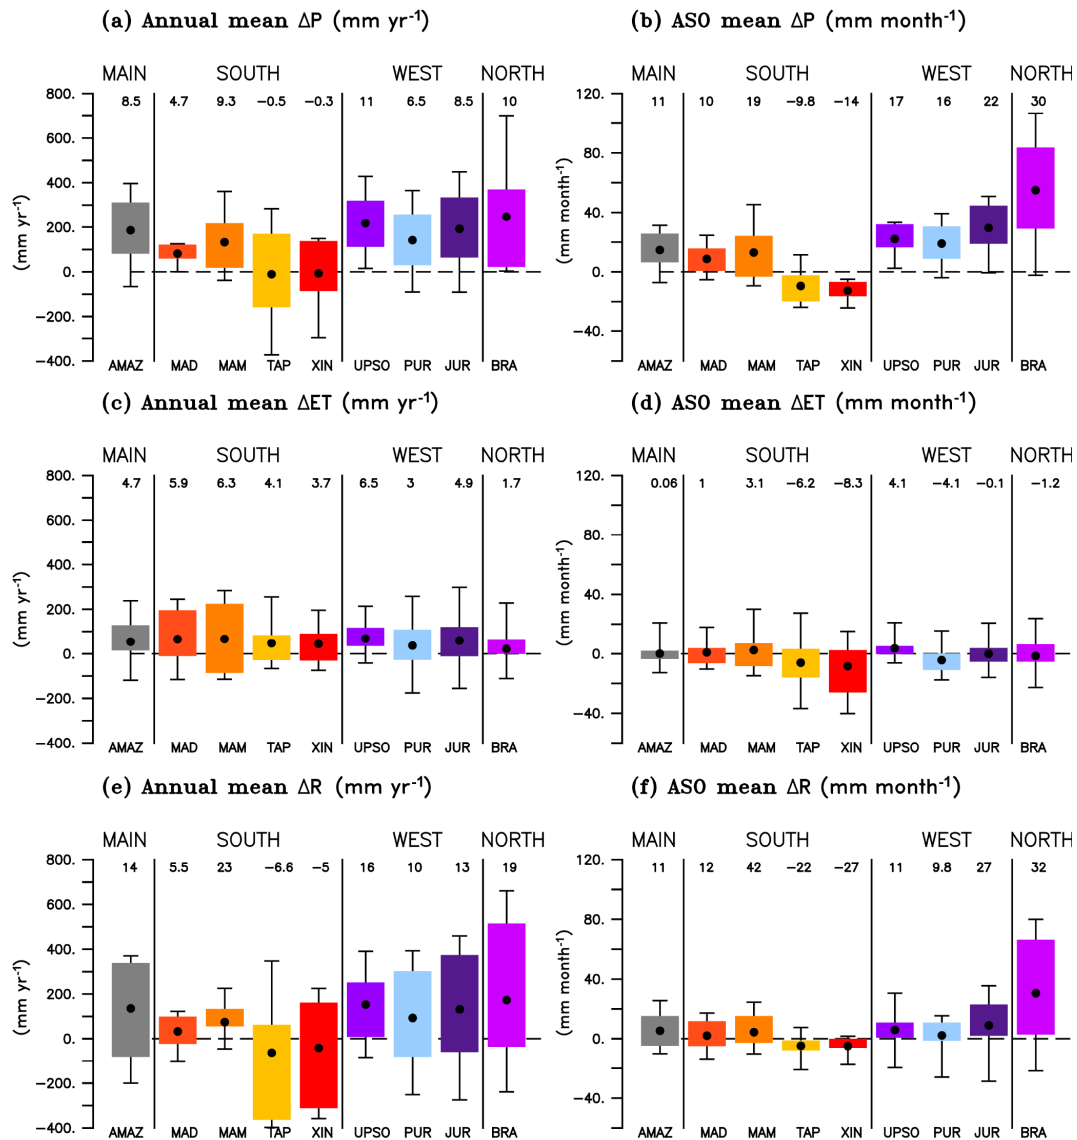 (a) Annual mean ΔP (mm yr⁻¹)
MAIN SOUTH WEST NORTH
8.5 4.7 9.3 −0.5 −0.3 11 6.5 8.5 10
800.
600.
400.
200.
0.
−200.
−400.
(mm yr⁻¹)
AMAZ MAD MAM TAP XIN UPSO PUR JUR BRA
(b) ASO mean ΔP (mm month⁻¹)
MAIN SOUTH WEST NORTH
11 10 19 −9.8 −14 17 16 22 30
120.
80.
40.
0.
−40.
(mm month⁻¹)
AMAZ MAD MAM TAP XIN UPSO PUR JUR BRA
(c) Annual mean ΔET (mm yr⁻¹)
MAIN SOUTH WEST NORTH
4.7 5.9 6.3 4.1 3.7 6.5 3 4.9 1.7
800.
600.
400.
200.
0.
−200.
−400.
(mm yr⁻¹)
AMAZ MAD MAM TAP XIN UPSO PUR JUR BRA
(d) ASO mean ΔET (mm month⁻¹)
MAIN SOUTH WEST NORTH
0.06 1 3.1 −6.2 −8.3 4.1 −4.1 −0.1 −1.2
120.
80.
40.
0.
−40.
(mm month⁻¹)
AMAZ MAD MAM TAP XIN UPSO PUR JUR BRA
(e) Annual mean ΔR (mm yr⁻¹)
MAIN SOUTH WEST NORTH
14 5.5 23 −6.6 −5 16 10 13 19
800.
600.
400.
200.
0.
−200.
−400.
(mm yr⁻¹)
AMAZ MAD MAM TAP XIN UPSO PUR JUR BRA
(f) ASO mean ΔR (mm month⁻¹)
MAIN SOUTH WEST NORTH
11 12 42 −22 −27 11 9.8 27 32
120.
80.
40.
0.
−40.
(mm month⁻¹)
AMAZ MAD MAM TAP XIN UPSO PUR JUR BRA